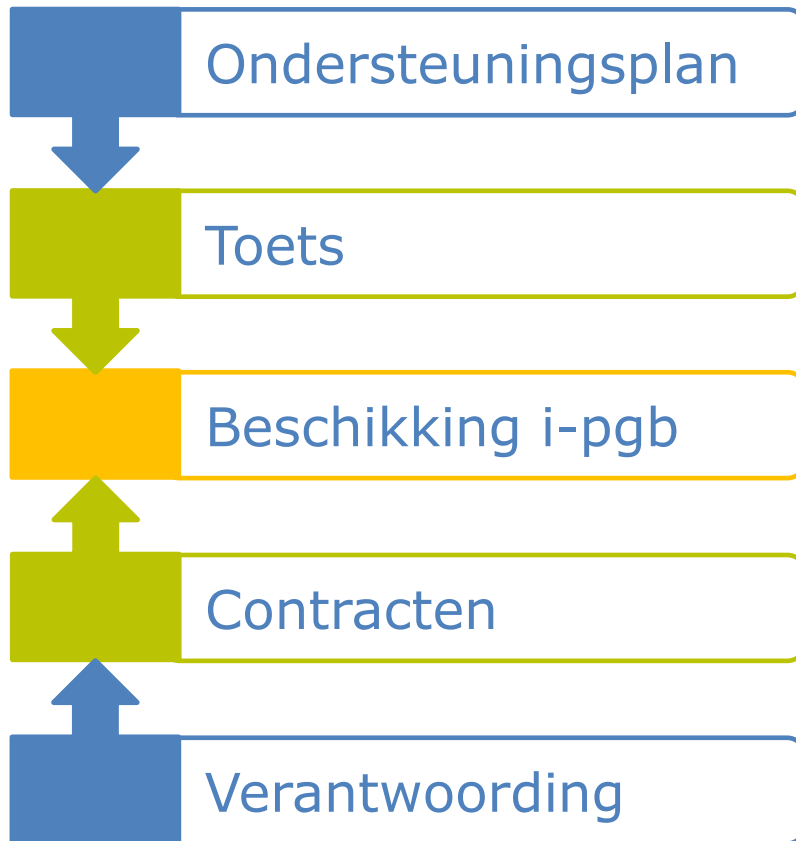 Ondersteuningsplan
Toets
Beschikking i-pgb
Contracten
Verantwoording